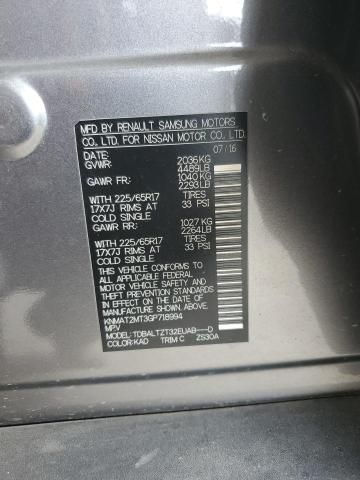 MFD BY RENAULT SAMSUNG MOTORS
CO., LTD. FOR NISSAN MOTOR CO., LTD.
DATE: 07/16
GVWR: 2036KG
4489LB
GAWR FR: 1040KG
2293LB
WITH 225/65R17 TIRES
17X7J RIMS AT 33 PSI
COLD SINGLE
GAWR RR: 1027KG
2264LB
WITH 225/65R17 TIRES
17X7J RIMS AT 33 PSI
COLD SINGLE
THIS VEHICLE CONFORMS TO
ALL APPLICABLE FEDERAL
MOTOR VEHICLE SAFETY,
BUMPER, AND THEFT PREVENTION
STANDARDS IN EFFECT ON THE
DATE OF MANUFACTURE
SHOWN ABOVE.
KNMAT2MT3GP718994
MPV
MODEL: TDBALTZT32EUAB---D
COLOR: KAD TRIM: C ZS30A